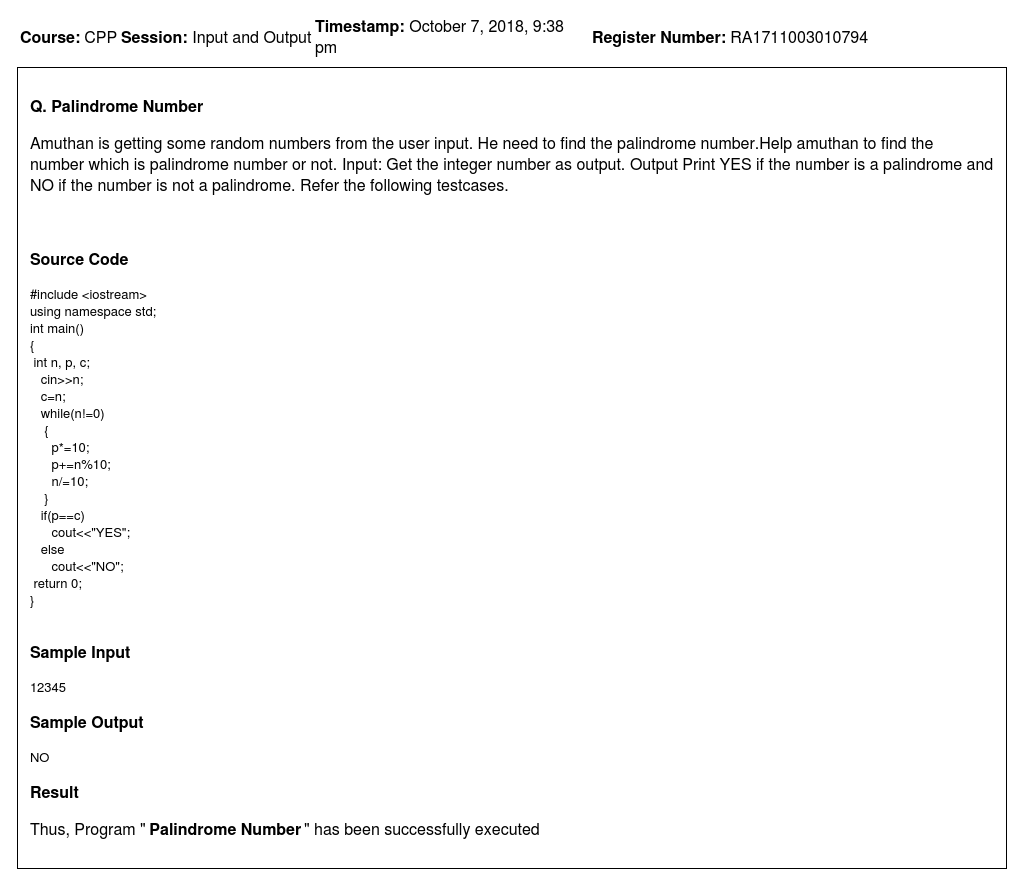 Course: CPP Session: Input and Output Timestamp: October 7, 2018, 9:38 pm Register Number: RA1711003010794
Q. Palindrome Number
Amuthan is getting some random numbers from the user input. He need to find the palindrome number.Help amuthan to find the
number which is palindrome number or not. Input: Get the integer number as output. Output Print YES if the number is a palindrome and
NO if the number is not a palindrome. Refer the following testcases.
Source Code
#include <iostream>
using namespace std;
int main()
{
 int n, p, c;
   cin>>n;
   c=n;
   while(n!=0)
    {
      p*=10;
      p+=n%10;
      n/=10;
    }
   if(p==c)
      cout<<"YES";
   else
      cout<<"NO";
 return 0;
}
Sample Input
12345
Sample Output
NO
Result
Thus, Program " Palindrome Number " has been successfully executed